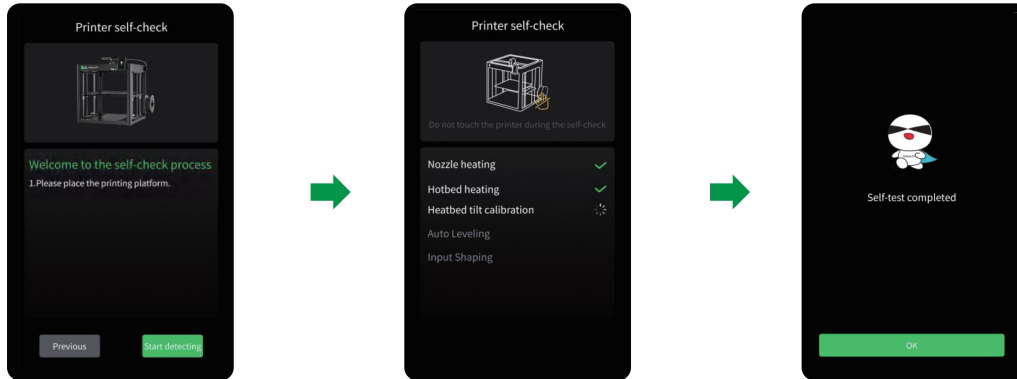 Printer self-check
Welcome to the self-check process
1.Please place the printing platform.
Previous
Start detecting
Printer self-check
Do not touch the printer during the self-check
Nozzle heating
Hotbed heating
Heatbed tilt calibration
Auto Leveling
Input Shaping
Self-test completed
OK